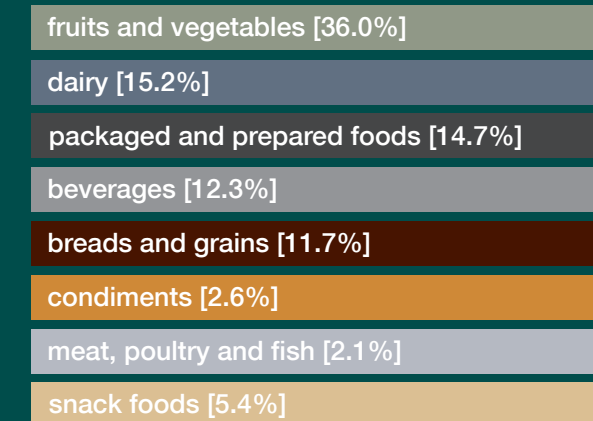 fruits and vegetables [36.0%]
dairy [15.2%]
packaged and prepared foods [14.7%]
beverages [12.3%]
breads and grains [11.7%]
condiments [2.6%]
meat, poultry and fish [2.1%]
snack foods [5.4%]